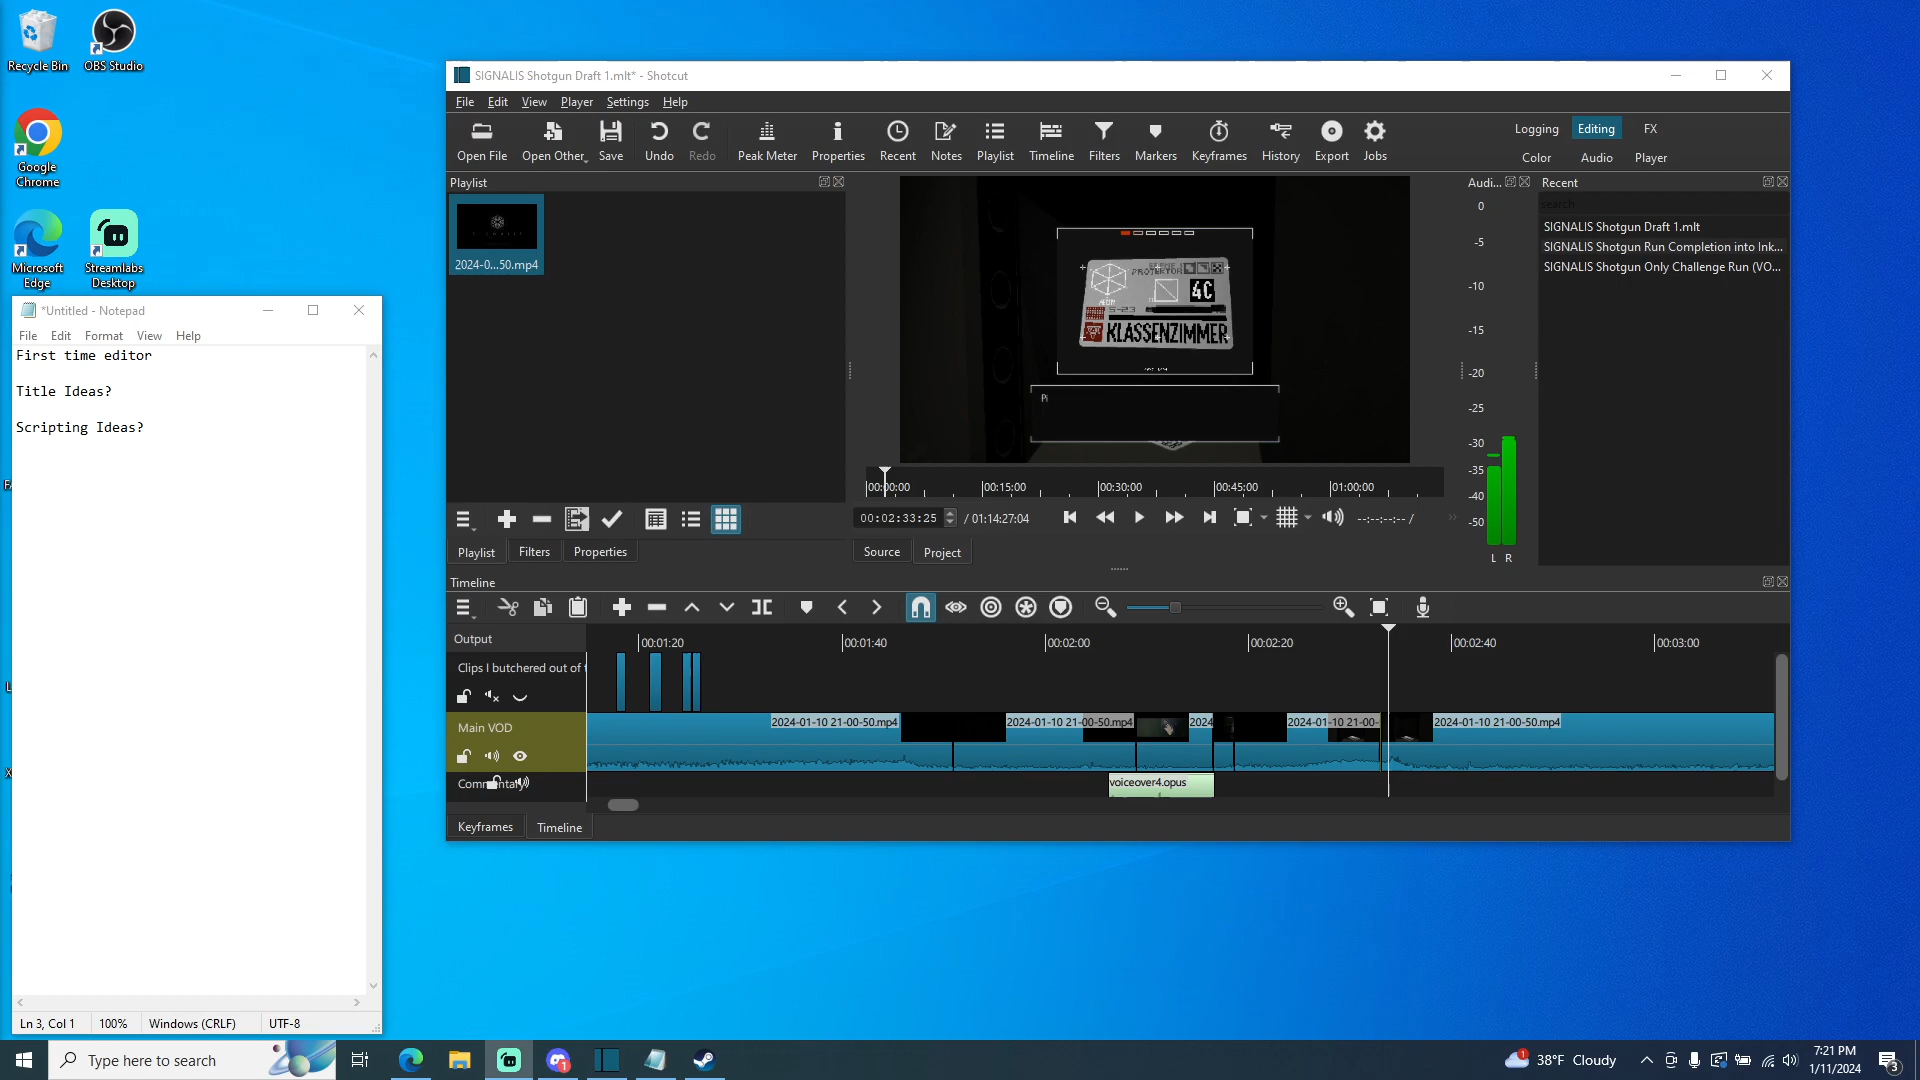 Recycle Bin
OBS Studio
Google Chrome
Microsoft Edge
Streamlabs Desktop
*Untitled - Notepad
File Edit Format View Help
First time editor
Title Ideas?
Scripting Ideas?
Ln 3, Col 1 100% Windows (CRLF) UTF-8
SIGNALIS Shotgun Draft 1.mlt* - Shotcut
File Edit View Player Settings Help
Open File Open Other Save Undo Redo Peak Meter Properties Recent Notes Playlist Timeline Filters Markers Keyframes History Export Jobs
Logging Editing FX
Color Audio Player
Playlist
2024-0...50.mp4
Playlist Filters Properties
PROTEKTOR
4C
S-23
KLASSENZIMMER
Pi
00:00:00 00:15:00 00:30:00 00:45:00 01:00:00
00:02:33:25 / 01:14:27:04 --:--:--:-- /
Source Project
Audi...
0
-5
-10
-15
-20
-25
-30
-35
-40
-50
L R
Recent
search
SIGNALIS Shotgun Draft 1.mlt
SIGNALIS Shotgun Run Completion into Ink...
SIGNALIS Shotgun Only Challenge Run (VO...
Timeline
Output
00:01:20 00:01:40 00:02:00 00:02:20 00:02:40 00:03:00
Clips I butchered out of t
Main VOD
2024-01-10 21-00-50.mp4 2024-01-10 21-00-50.mp4 2024 2024-01-10 21-00- 2024-01-10 21-00-50.mp4
Commentary
voiceover4.opus
Keyframes Timeline
Type here to search
1
1
38°F Cloudy
7:21 PM
1/11/2024
3